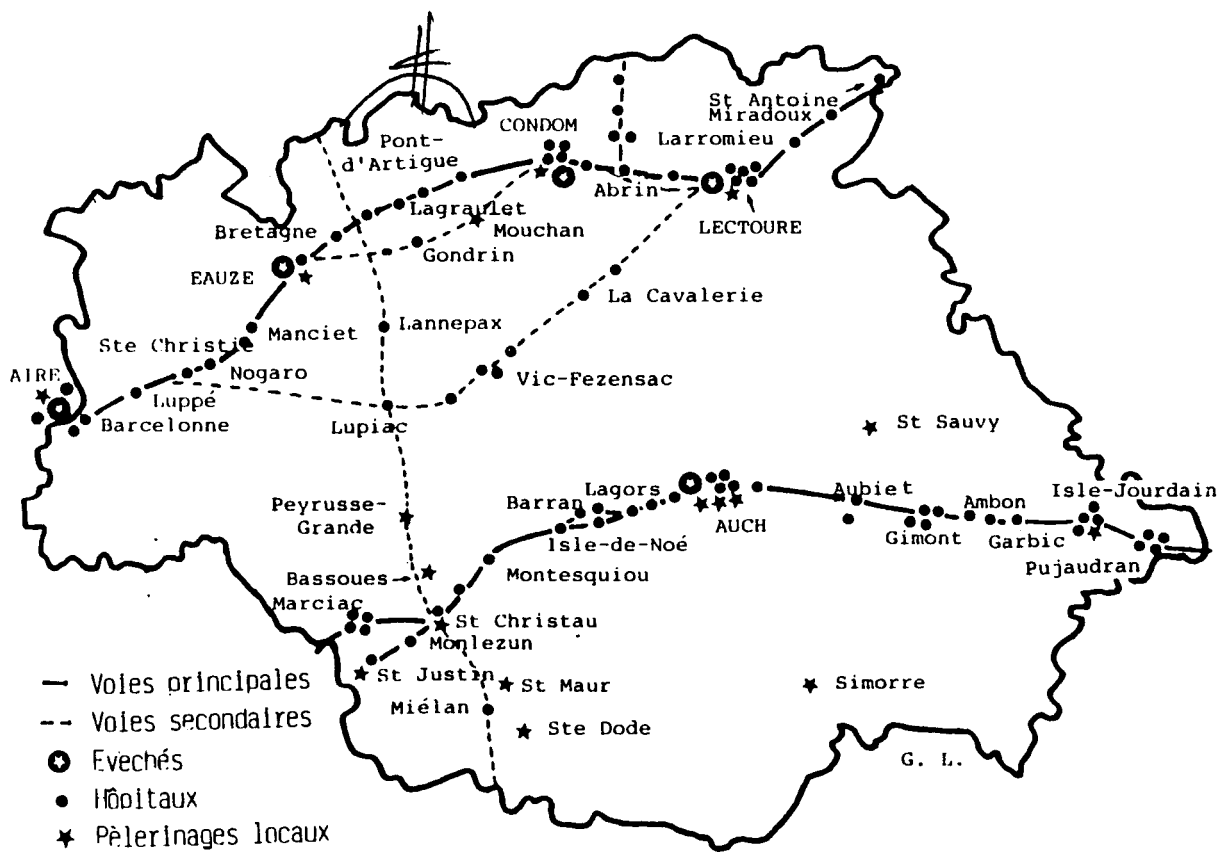 St Antoine
Miradoux
CONDOM
Larromieu
Pont-
d'Artigue
Abrin
Lagraulet
Mouchan
LECTOURE
Bretagne
Gondrin
EAUZE
La Cavalerie
Lannepax
Manciet
Ste Christie
Nogaro
AIRE
Vic-Fezensac
Luppé
Barcelonne
Lupiac
St Sauvy
Lagors
Barran
Aubiet
Isle-Jourdain
Peyrusse-
Grande
Ambon
AUCH
Isle-de-Noé
Gimont
Garbic
Pujaudran
Montesquiou
Bassoues
Marciac
St Christau
Monlezun
St Justin
St Maur
Simorre
Miélan
Ste Dode
G. L.
Voies principales
Voies secondaires
Evechés
Hôpitaux
Pèlerinages locaux